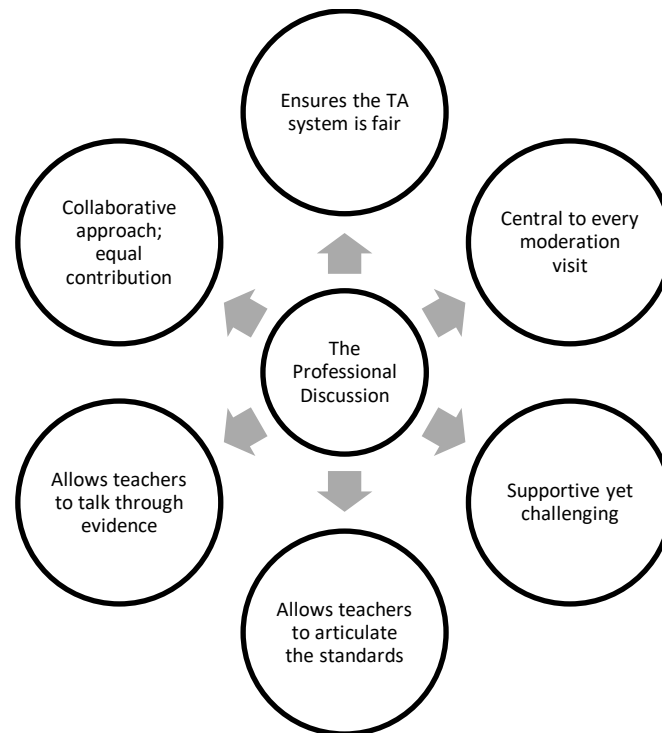 Ensures the TA
system is fair
Collaborative
approach;
equal
contribution
Central to every
moderation
visit
The
Professional
Discussion
Allows teachers
to talk through
evidence
Supportive yet
challenging
Allows teachers
to articulate
the standards